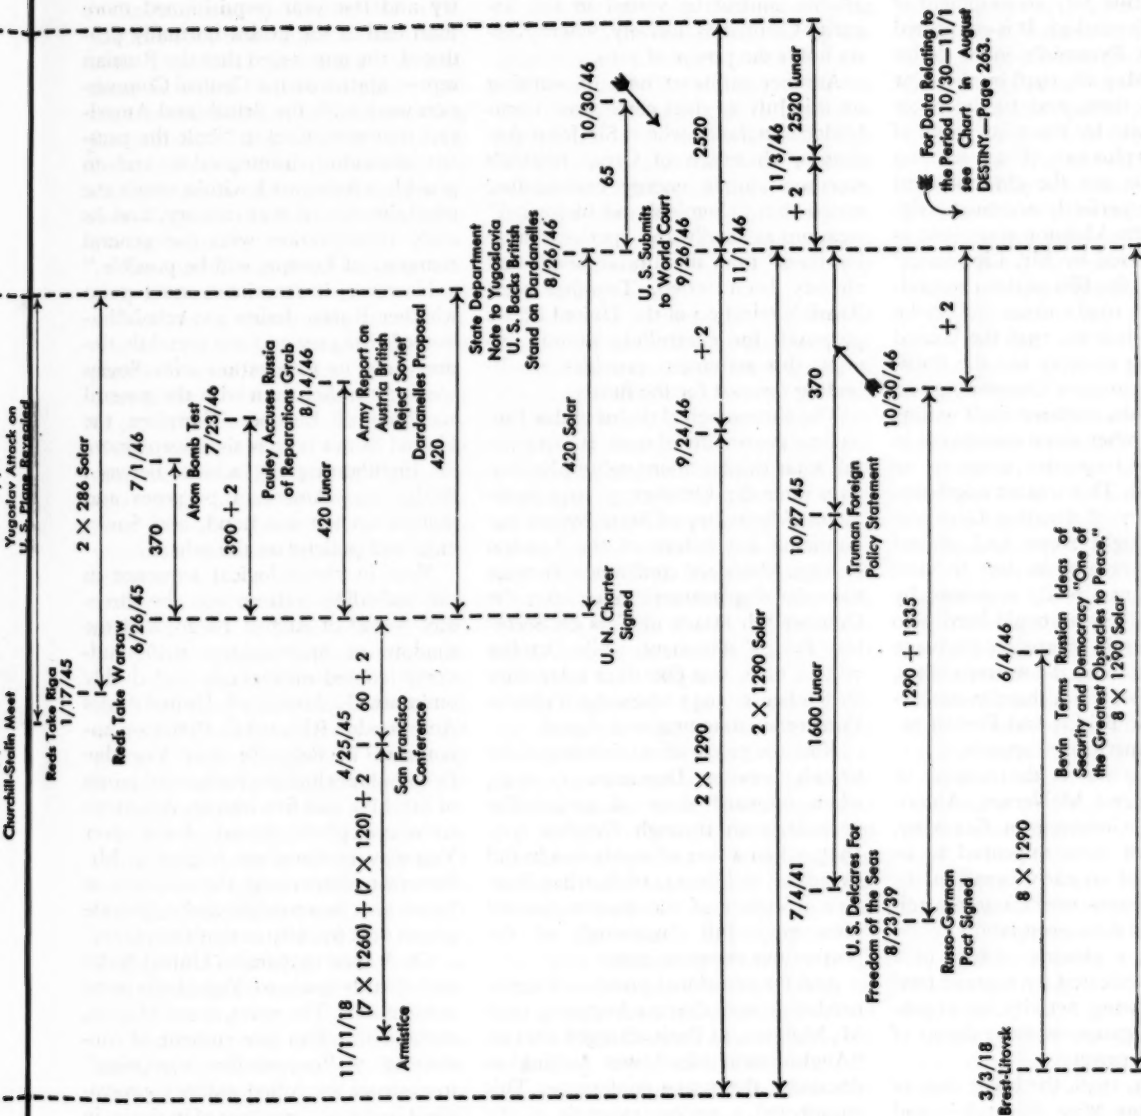 Churchill-Stalin Meet
Yugoslav Attack on
U.S. Plane Revealed
Reds Take Riga
1/17/45
2 X 286 Solar
Reds Take Warsaw
6/26/45
7/1/46
370
Atom Bomb Test
7/23/46
390 + 2
Pauley Accuses Russia
of Reparations Grab
8/14/46
420 Lunar
Army Report on
Austria British
Reject Soviet
Dardanelles Proposal
420
11/11/18
(7 X 1260) + (7 X 120) + 2
Armistice
4/25/45
60 + 2
San Francisco
Conference
State Department
Note to Yugoslavia
U. S. Backs British
Stand on Dardanelles
8/26/46
420 Solar
U. N. Charter
Signed
65
10/30/46
U. S. Submits
to World Court
9/26/46
9/24/46
+ 2
11/1/46
2520
2 X 1290
11/3/46
+ 2
2520 Lunar
2 X 1290 Solar
10/27/45
1600 Lunar
370
7/4/41
U. S. Declares For
Freedom of the Seas
8/23/39
Truman Foreign
Policy Statement
10/30/46
1290 + 1335
+ 2
Russo-German
Pact Signed
For Data Relating to
the Period 10/30—11/1
see Chart in August
DESTINY—Page 263.
6/4/46
8 X 1290
3/3/18
Brest-Litovsk
Bevin Terms Russian Ideas of
Security and Democracy "One of
the Greatest Obstacles to Peace."
8 X 1290 Solar